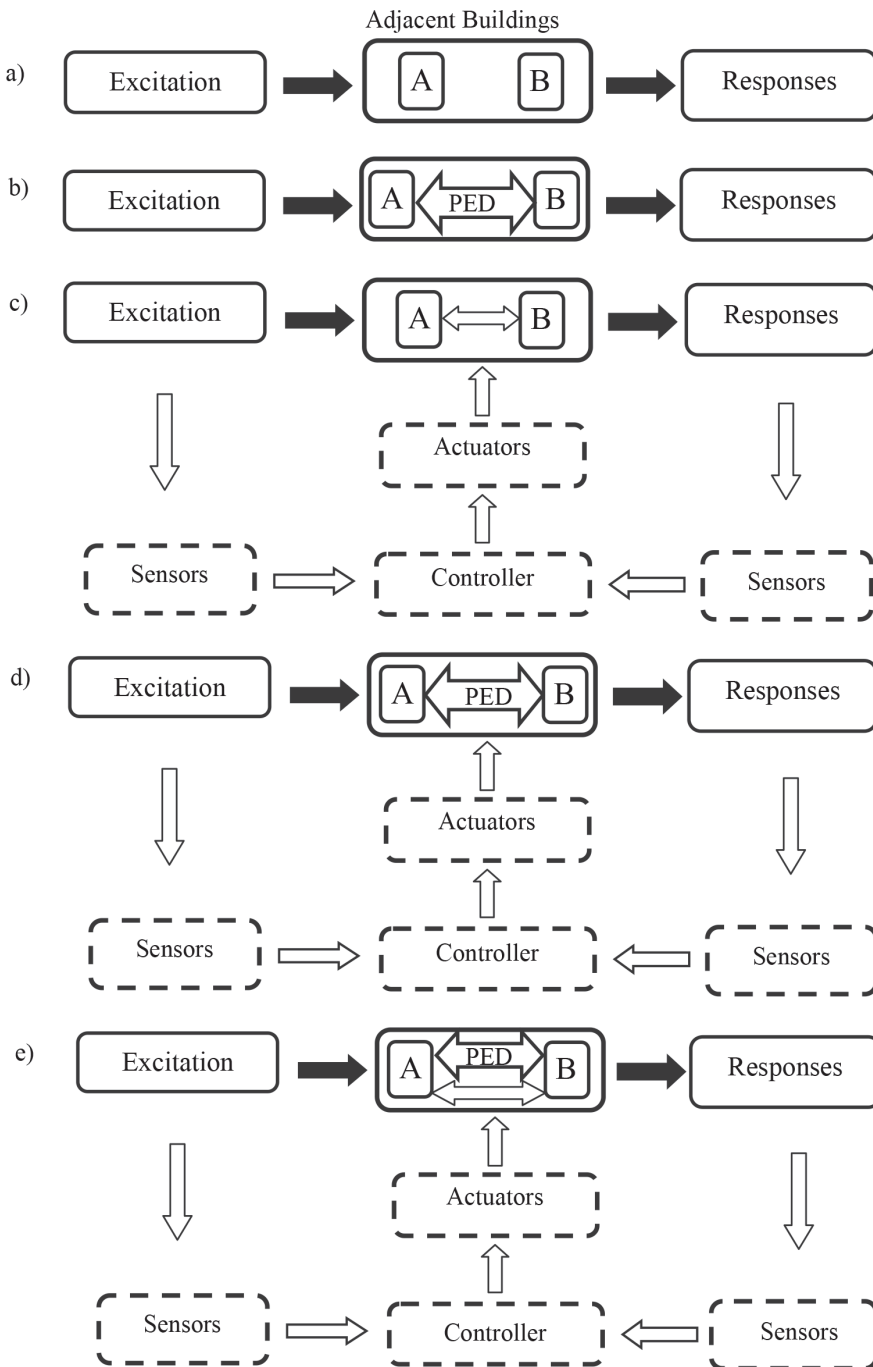 Adjacent Buildings
a) Excitation A B Responses
b) Excitation A PED B Responses
c) Excitation A B Responses
Actuators
Sensors Controller Sensors
d) Excitation A PED B Responses
Actuators
Sensors Controller Sensors
e) Excitation A PED B Responses
Actuators
Sensors Controller Sensors